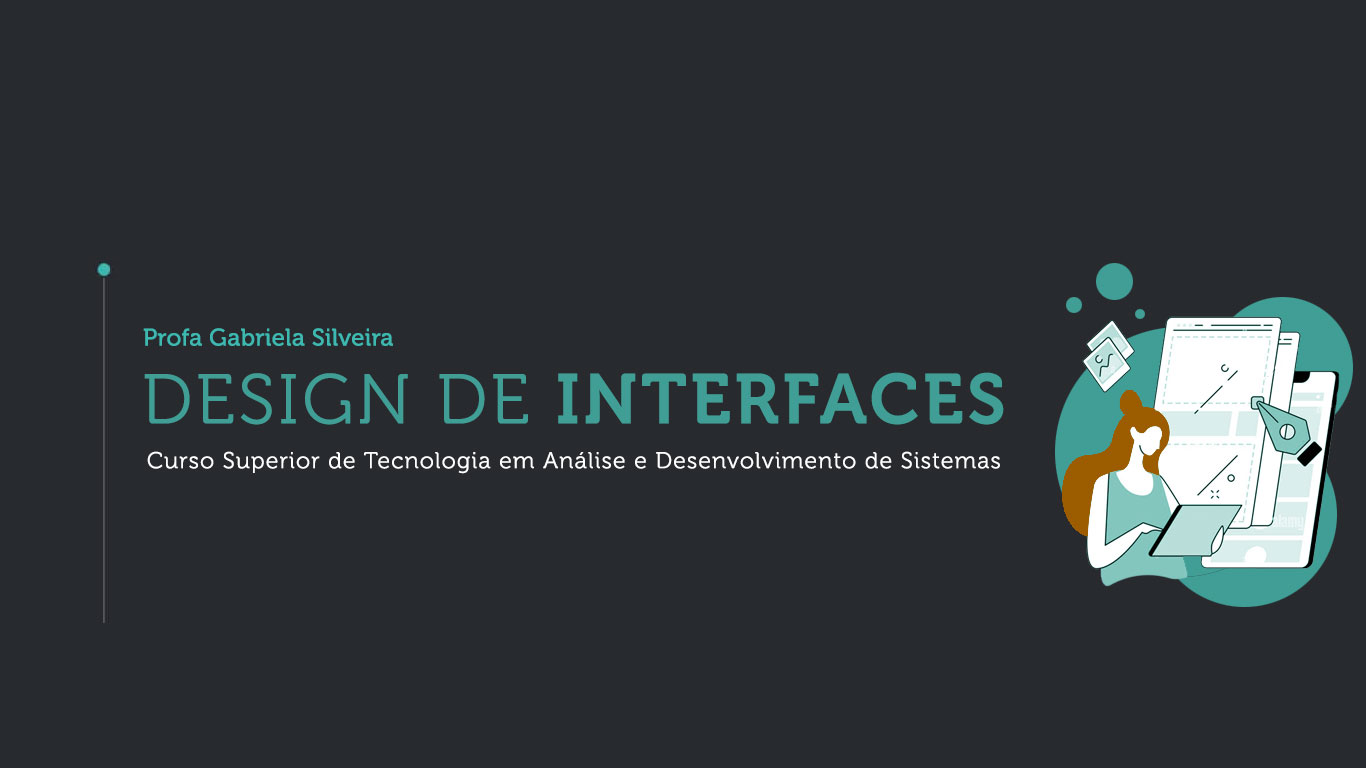 Profa Gabriela Silveira
DESIGN DE INTERFACES
Curso Superior de Tecnologia em Análise e Desenvolvimento de Sistemas